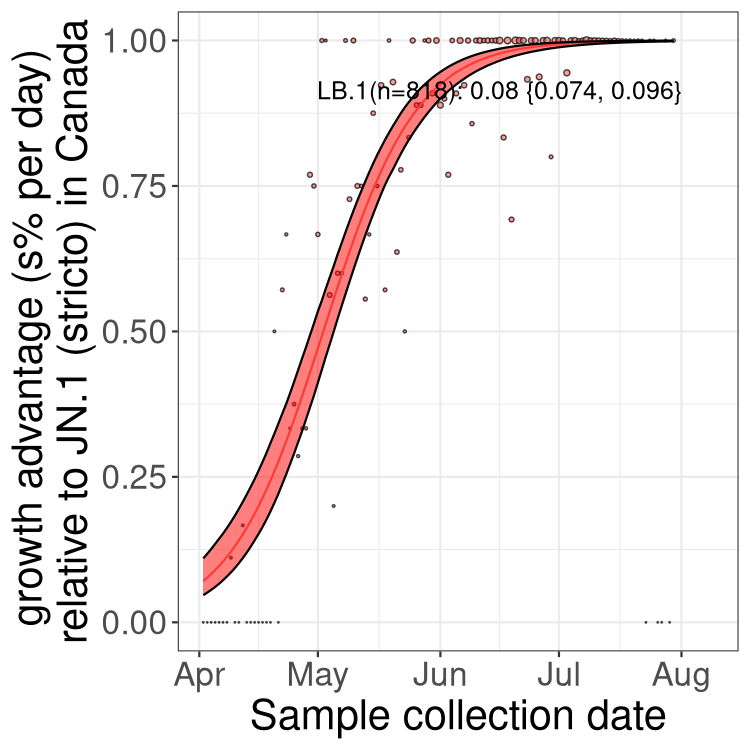 growth advantage (s% per day)
relative to JN.1 (stricto) in Canada
1.00
0.75
0.50
0.25
0.00
LB.1(n=818): 0.08 {0.074, 0.096}
Apr May Jun Jul Aug
Sample collection date